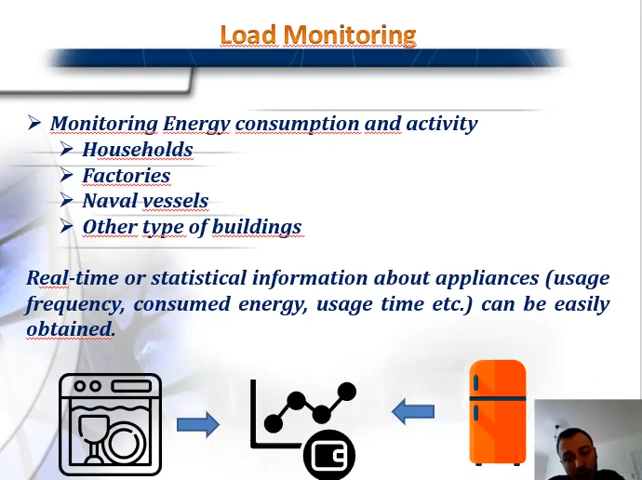 Load Monitoring
Monitoring Energy consumption and activity
Households
Factories
Naval vessels
Other type of buildings
Real-time or statistical information about appliances (usage
frequency, consumed energy, usage time etc.) can be easily
obtained.